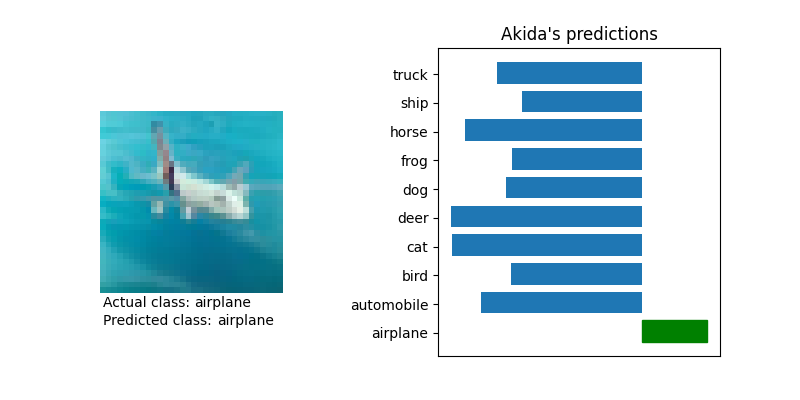 Akida's predictions
truck
ship
horse
frog
dog
deer
cat
bird
automobile
airplane
Actual class: airplane
Predicted class: airplane